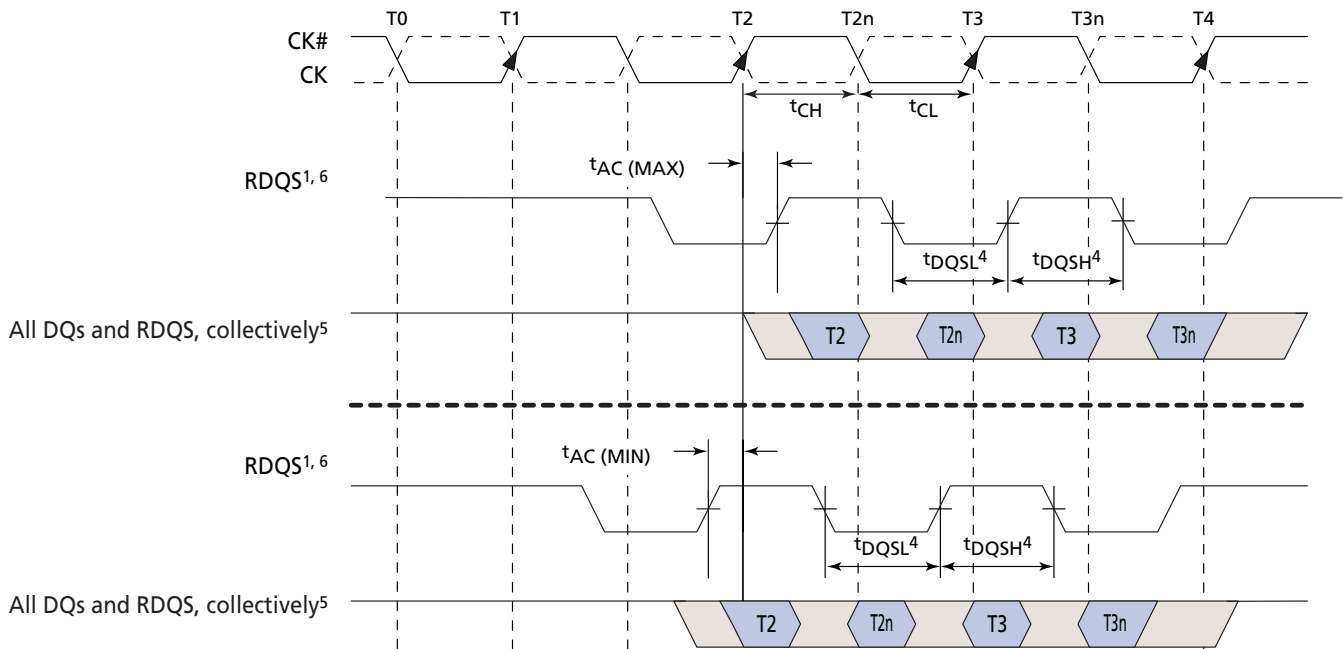 T0 T1 T2 T2n T3 T3n T4
CK#
CK
tCH tCL
tAC (MAX)
RDQS1, 6
tDQSL4 tDQSH4
All DQs and RDQS, collectively5
T2 T2n T3 T3n
tAC (MIN)
RDQS1, 6
tDQSL4 tDQSH4
All DQs and RDQS, collectively5
T2 T2n T3 T3n